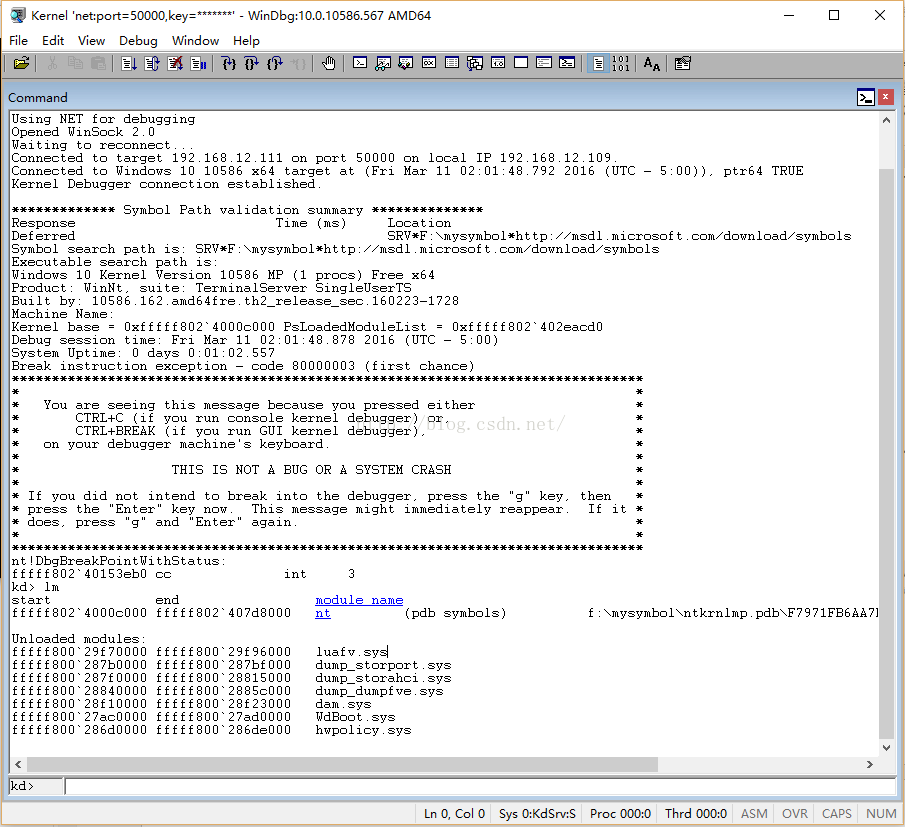 Kernel 'net:port=50000,key=*******' - WinDbg:10.0.10586.567 AMD64
File Edit View Debug Window Help
Command
Using NET for debugging
Opened WinSock 2.0
Waiting to reconnect...
Connected to target 192.168.12.111 on port 50000 on local IP 192.168.12.109.
Connected to Windows 10 10586 x64 target at (Fri Mar 11 02:01:48.792 2016 (UTC - 5:00)), ptr64 TRUE
Kernel Debugger connection established.
************* Symbol Path validation summary **************
Response Time (ms) Location
Deferred SRV*F:\mysymbol*http://msdl.microsoft.com/download/symbols
Symbol search path is: SRV*F:\mysymbol*http://msdl.microsoft.com/download/symbols
Executable search path is:
Windows 10 Kernel Version 10586 MP (1 procs) Free x64
Product: WinNt, suite: TerminalServer SingleUserTS
Built by: 10586.162.amd64fre.th2_release_sec.160223-1728
Machine Name:
Kernel base = 0xfffff802`4000c000 PsLoadedModuleList = 0xfffff802`402eacd0
Debug session time: Fri Mar 11 02:01:48.878 2016 (UTC - 5:00)
System Uptime: 0 days 0:01:02.557
Break instruction exception - code 80000003 (first chance)
*******************************************************************************
* *
* You are seeing this message because you pressed either *
* CTRL+C (if you run console kernel debugger) or, *
* CTRL+BREAK (if you run GUI kernel debugger), *
* on your debugger machine's keyboard. *
* *
* THIS IS NOT A BUG OR A SYSTEM CRASH *
* *
* If you did not intend to break into the debugger, press the "g" key, then *
* press the "Enter" key now. This message might immediately reappear. If it *
* does, press "g" and "Enter" again. *
* *
*******************************************************************************
nt!DbgBreakPointWithStatus:
fffff802`40153eb0 cc int 3
kd> lm
start end module name
fffff802`4000c000 fffff802`407d8000 nt (pdb symbols) f:\mysymbol\ntkrnlmp.pdb\F7971FB6AA7
Unloaded modules:
fffff800`29f70000 fffff800`29f96000 luafv.sys
fffff800`287b0000 fffff800`287bf000 dump_storport.sys
fffff800`287f0000 fffff800`28815000 dump_storahci.sys
fffff800`28840000 fffff800`2885c000 dump_dumpfve.sys
fffff800`28f10000 fffff800`28f23000 dam.sys
fffff800`27ac0000 fffff800`27ad0000 WdBoot.sys
fffff800`286d0000 fffff800`286de000 hwpolicy.sys
kd>
Ln 0, Col 0 Sys 0:KdSrv:S Proc 000:0 Thrd 000:0 ASM OVR CAPS NUM